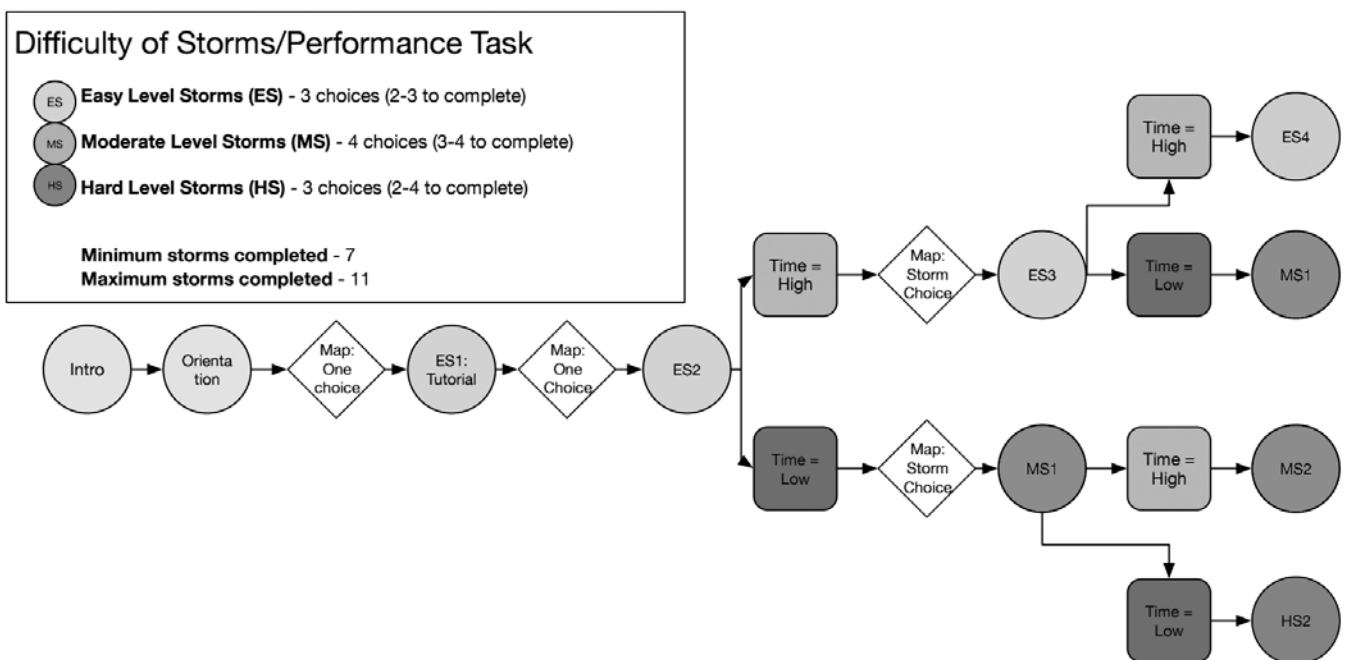 Difficulty of Storms/Performance Task
ES
Easy Level Storms (ES) - 3 choices (2-3 to complete)
MS
Moderate Level Storms (MS) - 4 choices (3-4 to complete)
HS
Hard Level Storms (HS) - 3 choices (2-4 to complete)
Minimum storms completed - 7
Maximum storms completed - 11
Intro
Orienta
tion
Map:
One
choice
ES1:
Tutorial
Map:
One
Choice
ES2
Time =
High
Map:
Storm
Choice
ES3
Time =
High
ES4
Time =
Low
MS1
Time =
Low
Map:
Storm
Choice
MS1
Time =
High
MS2
Time =
Low
HS2